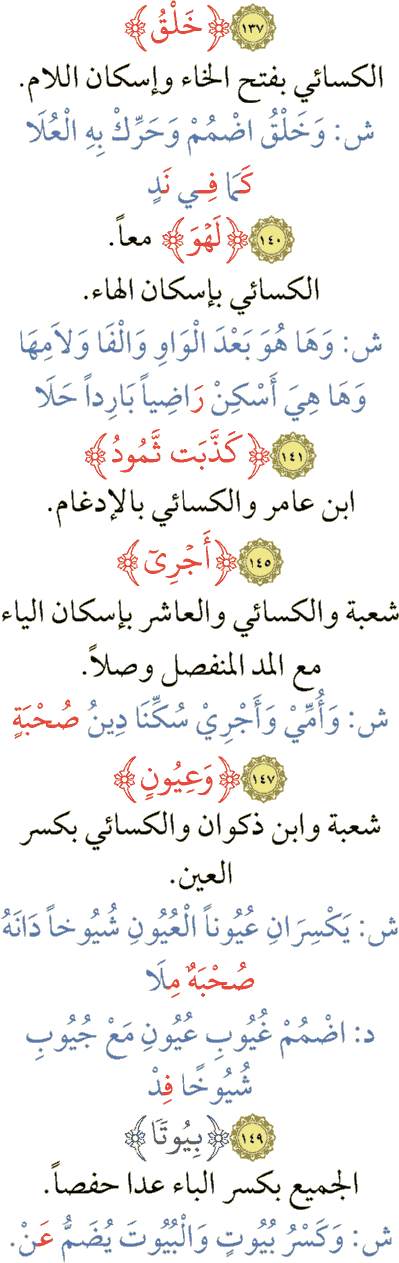 ﴿خَلْقُ﴾ ١٣٧
الكسائي بفتح الخاء وإسكان اللام.
ش: وَخَلْقُ اضْمُمْ وَحَرِّكْ بِهِ الْعُلَا
كَمَا فِي نَدٍ
١٤٠ ﴿لَهْوَ﴾ معاً.
الكسائي بإسكان الهاء.
ش: وَهَا هُوَ بَعْدَ الْوَاوِ وَالْفَا وَلَامِهَا
وَهَا هِيَ أَسْكِنْ رَاضِياً بَارِداً حَلَا
١٤١ ﴿كَذَّبَت ثَّمُودُ﴾
ابن عامر والكسائي بالإدغام.
١٤٥ ﴿أَجْرِىٓ﴾
شعبة والكسائي والعاشر بإسكان الياء
مع المد المنفصل وصلاً.
ش: وَأُمِّيْ وَأَجْرِيْ سُكِّنَا دِينُ صُحْبَةٍ
١٤٧ ﴿وَعِيُونٍ﴾
شعبة وابن ذكوان والكسائي بكسر
العين.
ش: يَكْسِرَانِ عُيُوناً الْعُيُونِ شُيُوخاً دَانَهُ
صُحْبَةٌ مِلَا
د: اضْمُمْ غُيُوبِ عُيُونِ مَعْ جُيُوبِ
شُيُوخًا فِدْ
١٤٩ ﴿بِيُوتًا﴾
الجميع بكسر الباء عدا حفصاً.
ش: وَكَسْرُ بُيُوتٍ وَالْبُيُوتَ يُضَمُّ عَنْ.